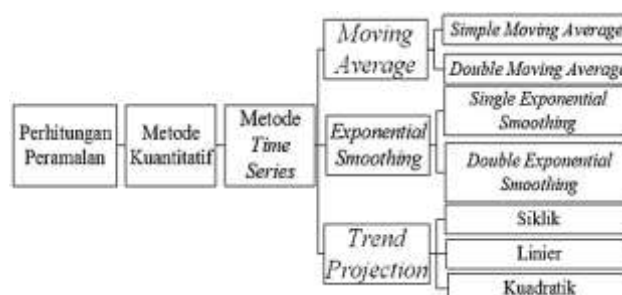 Perhitungan
Peramalan
Metode
Kuantitatif
Metode
Time
Series
Moving
Average
Simple Moving Average
Double Moving Average
Exponential
Smoothing
Single Exponential
Smoothing
Double Exponential
Smoothing
Trend
Projection
Siklik
Linier
Kuadratik